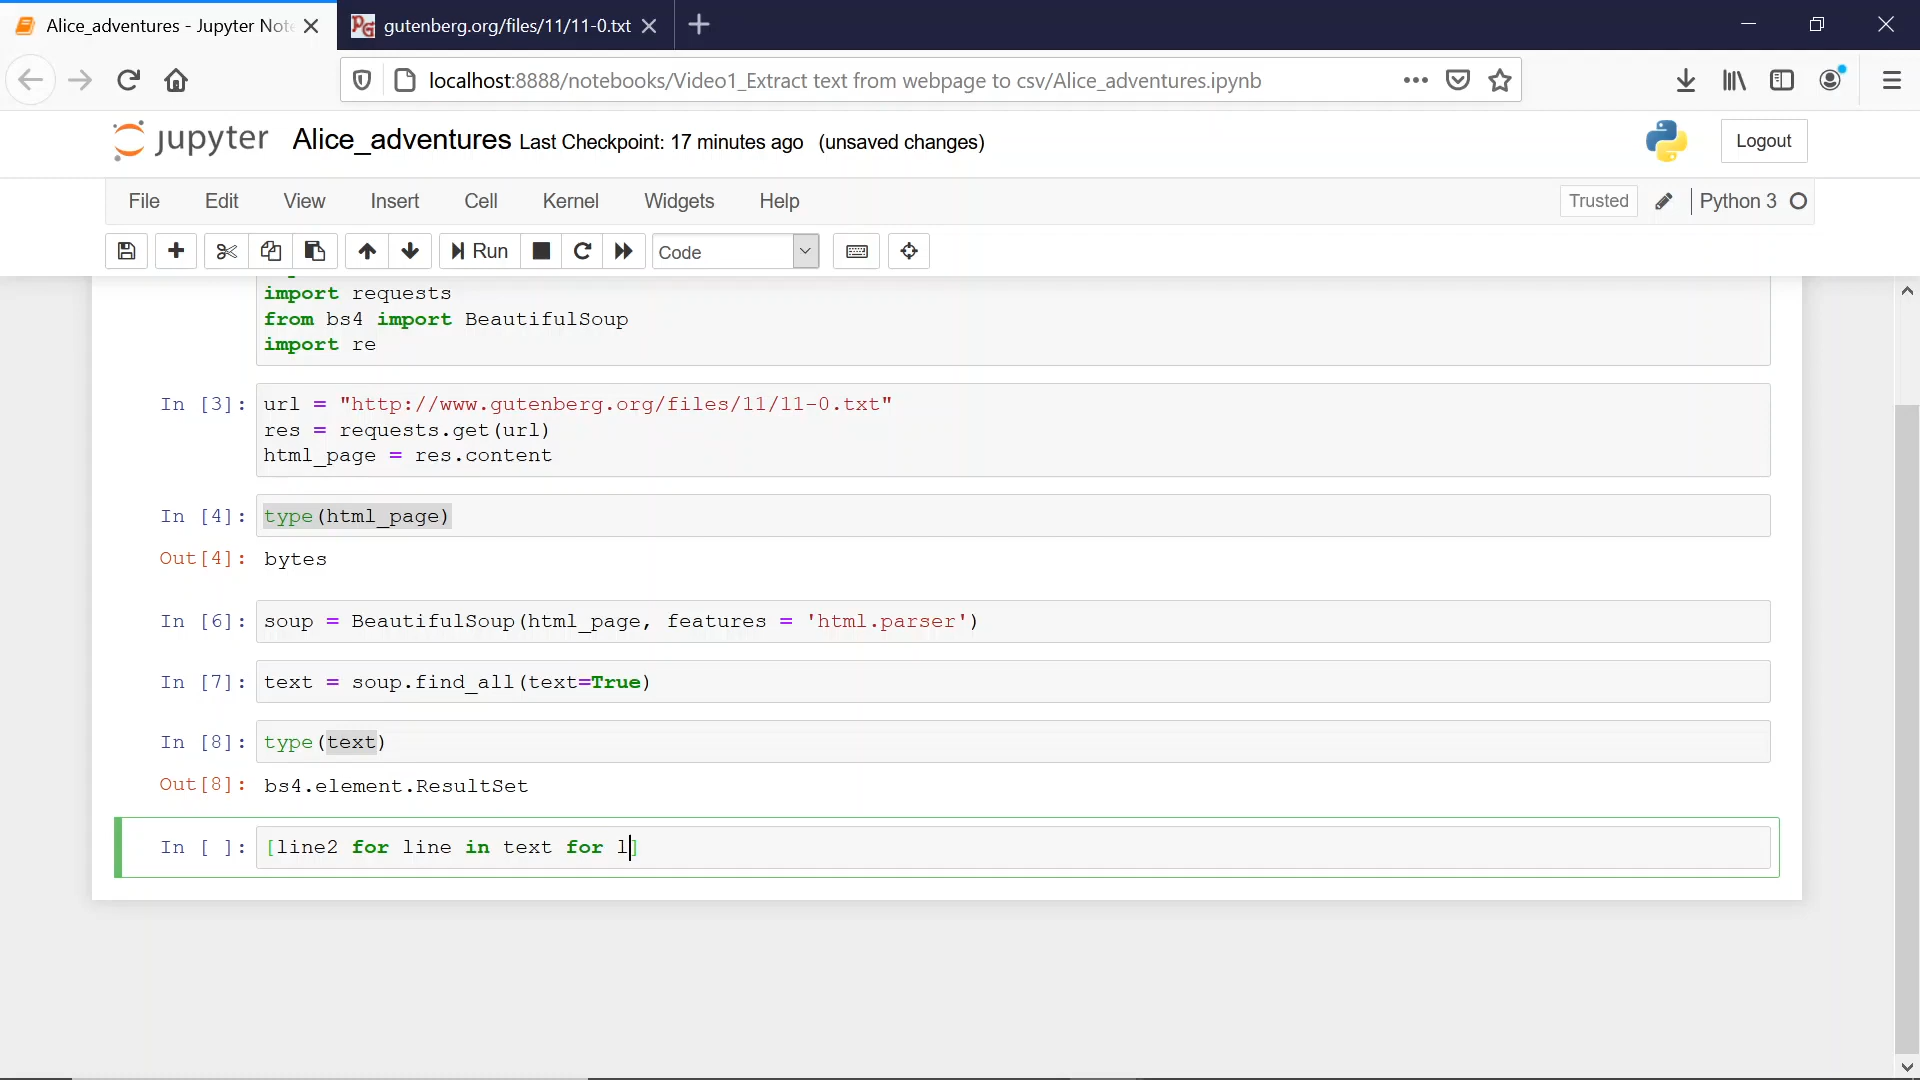 Alice_adventures - Jupyter Note
gutenberg.org/files/11/11-0.txt
localhost:8888/notebooks/Video1_Extract text from webpage to csv/Alice_adventures.ipynb
jupyter Alice_adventures Last Checkpoint: 17 minutes ago (unsaved changes)
Logout
File Edit View Insert Cell Kernel Widgets Help
Trusted Python 3
Run Code
import requests
from bs4 import BeautifulSoup
import re
In [3]: url = "http://www.gutenberg.org/files/11/11-0.txt"
res = requests.get(url)
html_page = res.content
In [4]: type(html_page)
Out[4]: bytes
In [6]: soup = BeautifulSoup(html_page, features = 'html.parser')
In [7]: text = soup.find_all(text=True)
In [8]: type(text)
Out[8]: bs4.element.ResultSet
In [ ]: [line2 for line in text for l]